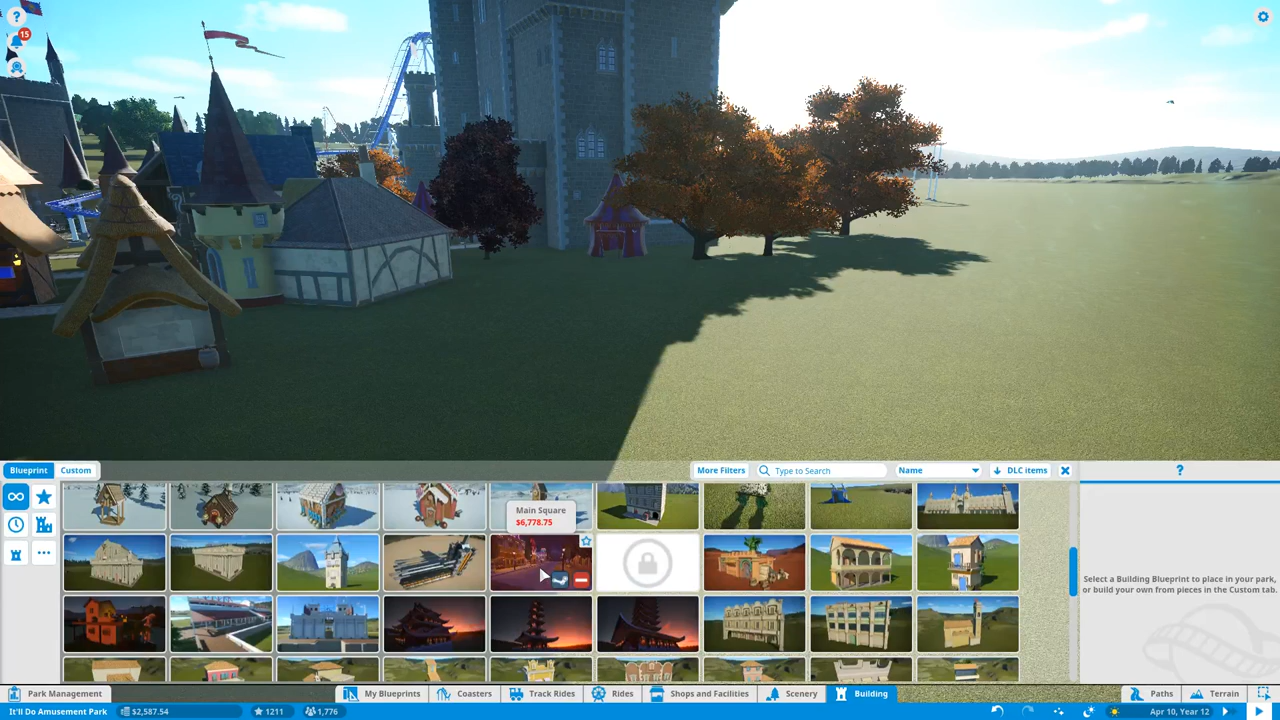 ?
15
Blueprint
Custom
More Filters
Type to Search
Name
DLC items
?
Main Square
$6,778.75
Select a Building Blueprint to place in your park,
or build your own from pieces in the Custom tab.
Park Management
My Blueprints
Coasters
Track Rides
Rides
Shops and Facilities
Scenery
Building
Paths
Terrain
It'll Do Amusement Park
$2,587.54
1211
1,776
Apr 10, Year 12